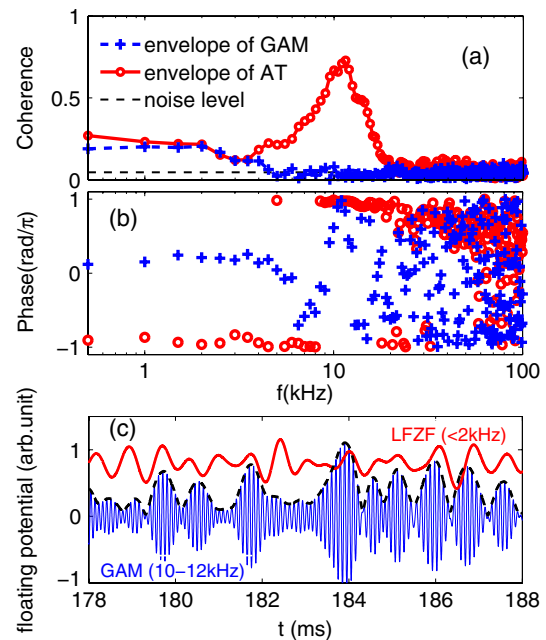 1
envelope of GAM
(a)
envelope of AT
noise level
0.5
Coherence
0
1
(b)
0
Phase(rad/π)
−1
1
10
100
f(kHz)
(c)
LFZF (<2kHz)
1
0
floating potential (arb.unit)
GAM (10−12kHz)
−1
178
180
182
184
186
188
t (ms)